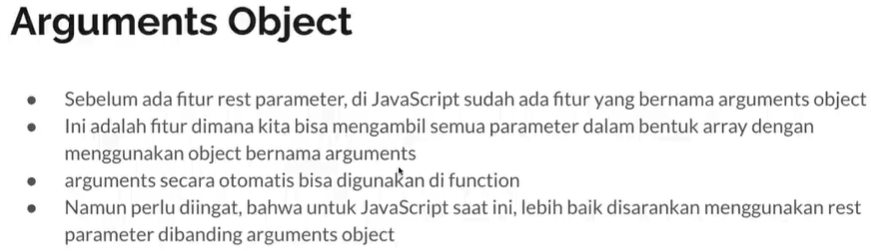 Arguments Object
● Sebelum ada fitur rest parameter, di JavaScript sudah ada fitur yang bernama arguments object
● Ini adalah fitur dimana kita bisa mengambil semua parameter dalam bentuk array dengan
menggunakan object bernama arguments
● arguments secara otomatis bisa digunakan di function
● Namun perlu diingat, bahwa untuk JavaScript saat ini, lebih baik disarankan menggunakan rest
parameter dibanding arguments object